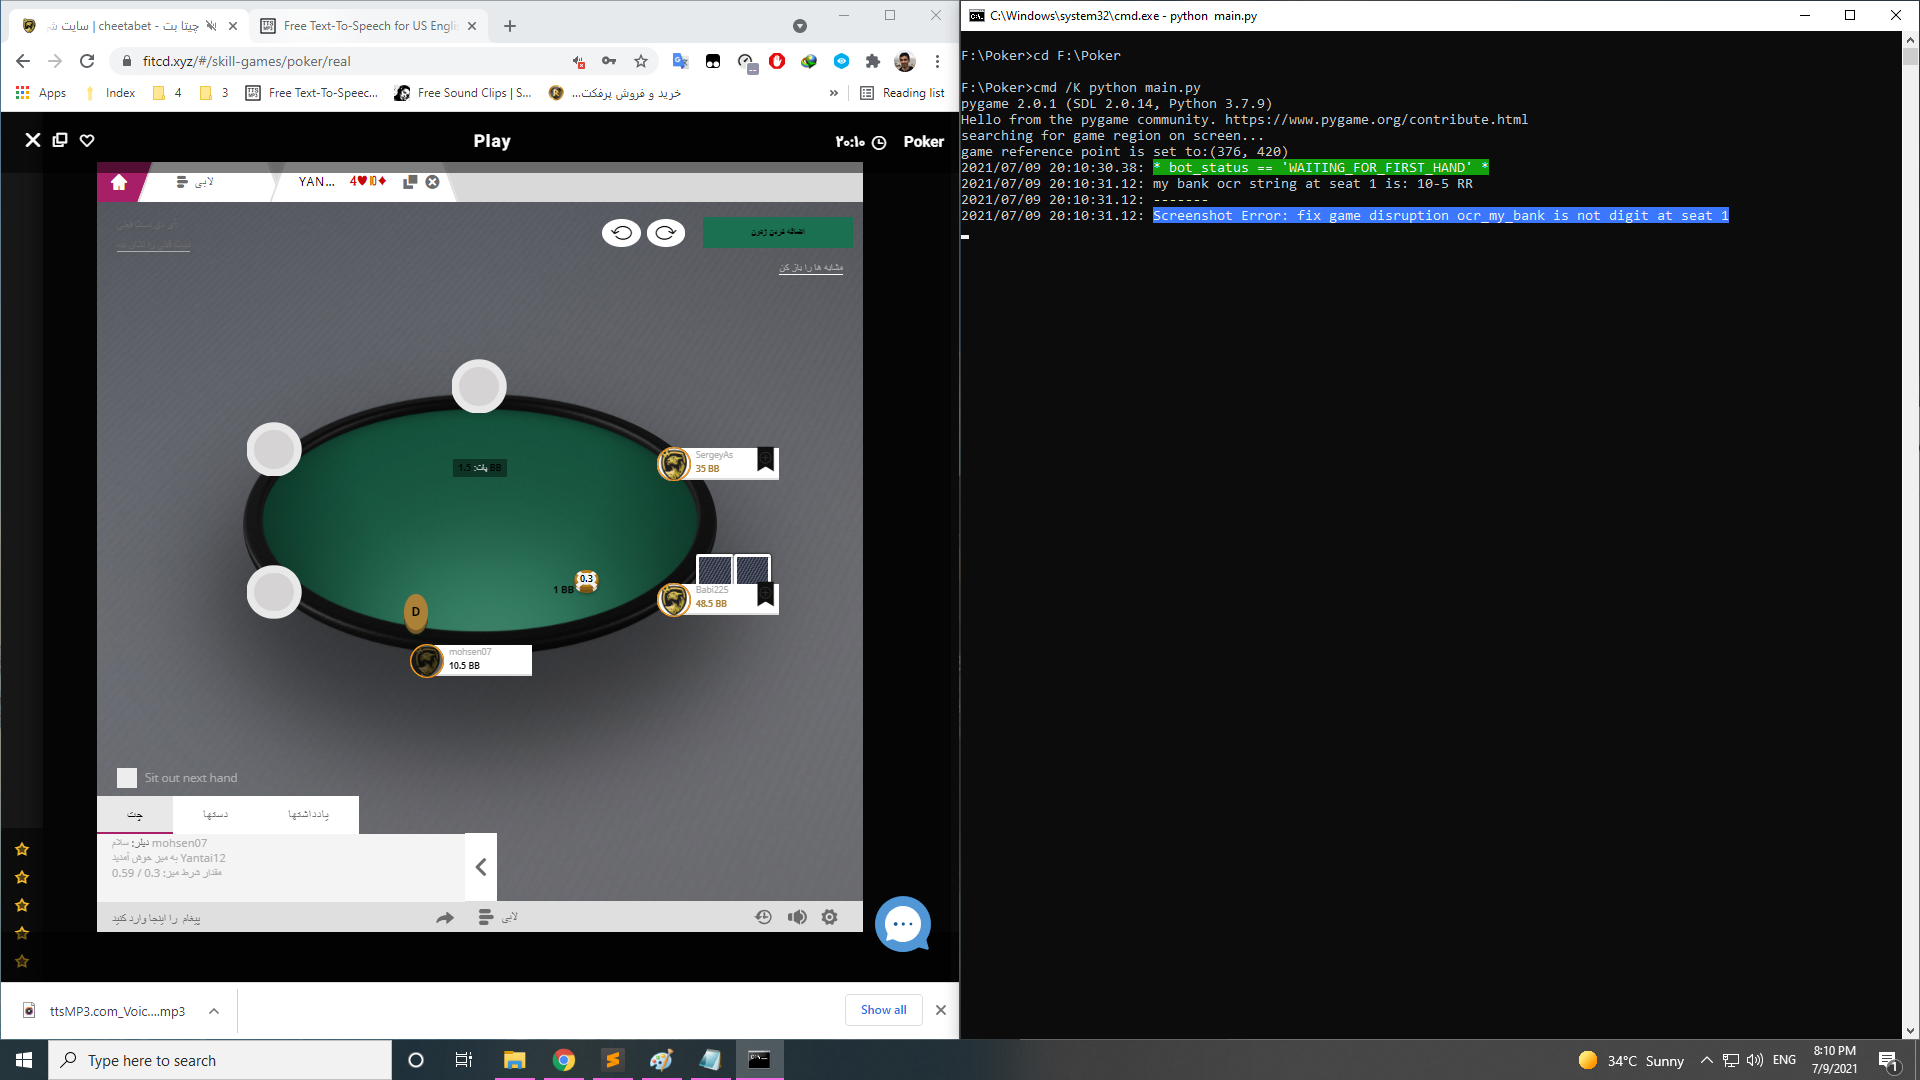 چیتا بت - cheetabet | سایت شر
Free Text-To-Speech for US Engli
fitcd.xyz/#/skill-games/poker/real
Apps
Index
4
3
Free Text-To-Speec...
Free Sound Clips | S...
خرید و فروش پرفکت...
»
Reading list
Play
۲۰:۱۰
Poker
لابی
YAN...
4♥10♦
اضافه کردن ژتون
مشابه ها را باز کن
SergeyAs
35 BB
پات: 1.5 BB
0.3
1 BB
Babi225
48.5 BB
D
mohsen07
10.5 BB
Sit out next hand
چت
دستها
یادداشتها
دیلر: سلام mohsen07
به میز خوش آمدید Yantai12
مقدار شرط میز: 0.3 / 0.59
پیغام را اینجا وارد کنید
لابی
ttsMP3.com_Voic....mp3
Show all
C:\Windows\system32\cmd.exe - python  main.py
F:\Poker>cd F:\Poker
F:\Poker>cmd /K python main.py
pygame 2.0.1 (SDL 2.0.14, Python 3.7.9)
Hello from the pygame community. https://www.pygame.org/contribute.html
searching for game region on screen...
game reference point is set to:(376, 420)
2021/07/09 20:10:30.38: * bot_status == 'WAITING_FOR_FIRST_HAND' *
2021/07/09 20:10:31.12: my bank ocr string at seat 1 is: 10-5 RR
2021/07/09 20:10:31.12: -------
2021/07/09 20:10:31.12: Screenshot Error: fix game disruption ocr_my_bank is not digit at seat 1
Type here to search
34°C Sunny
ENG
8:10 PM
7/9/2021
1